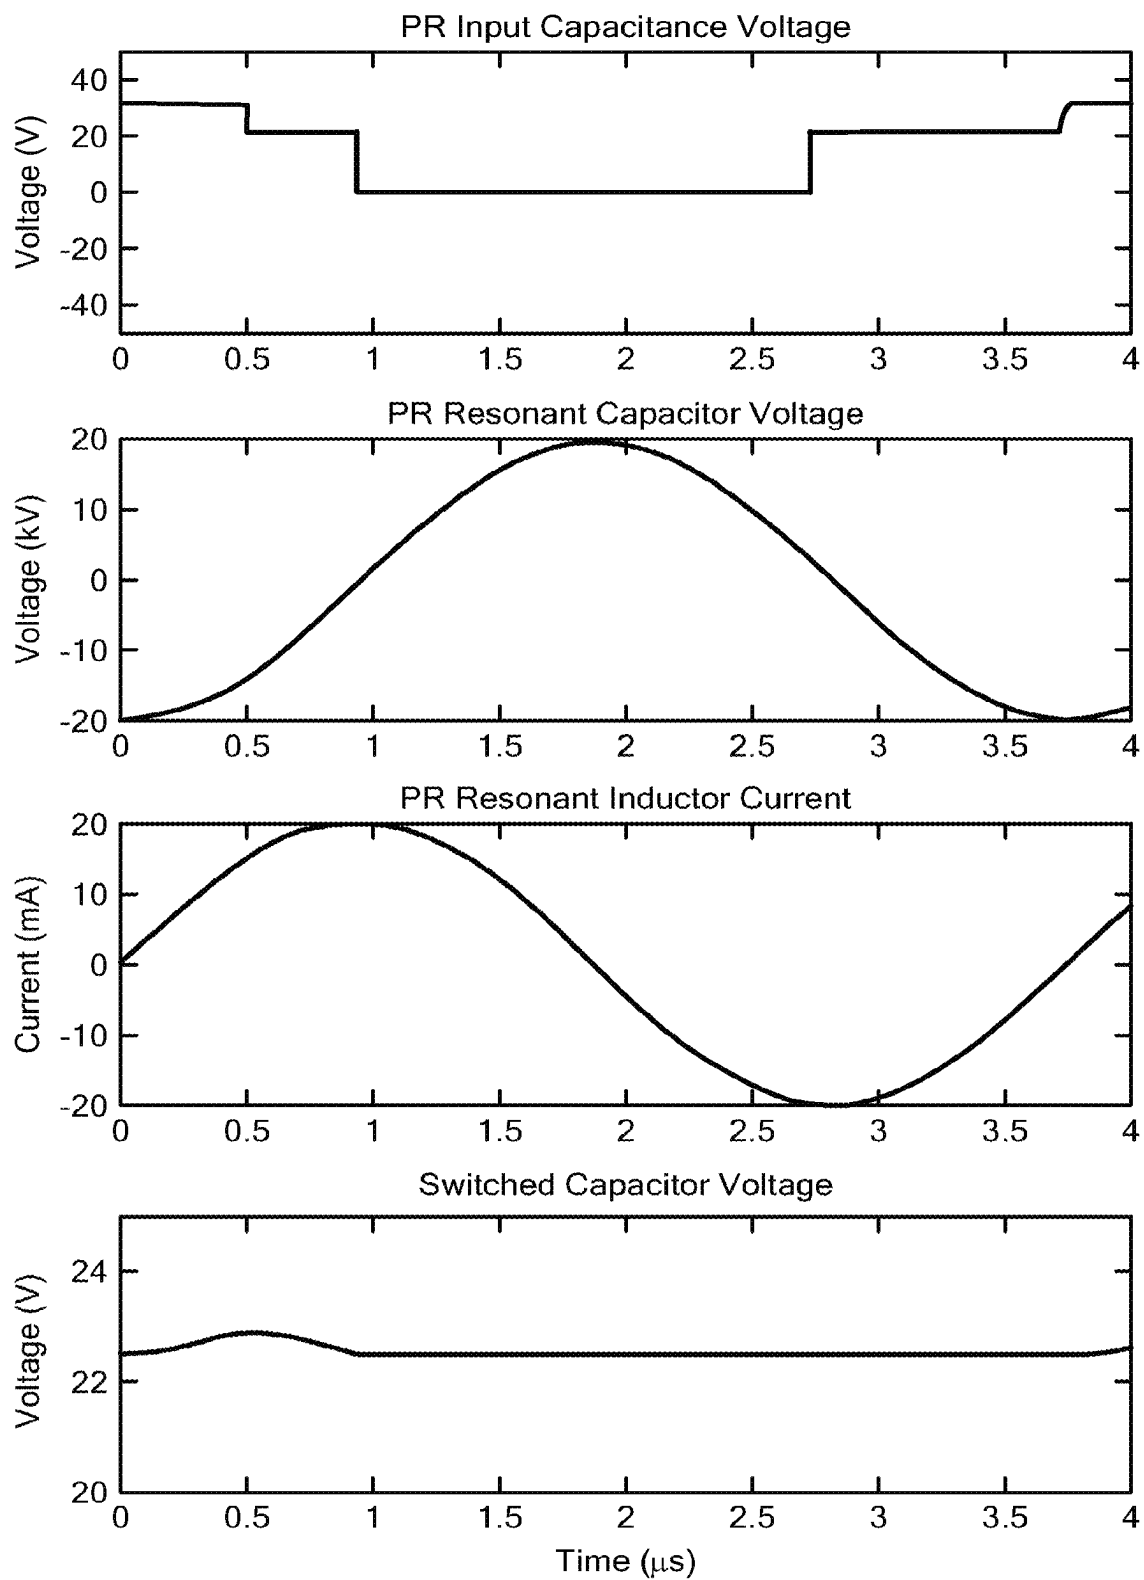 PR Input Capacitance Voltage
Voltage (V)
40
20
0
-20
-40
0 0.5 1 1.5 2 2.5 3 3.5 4
PR Resonant Capacitor Voltage
Voltage (kV)
20
10
0
-10
-20
0 0.5 1 1.5 2 2.5 3 3.5 4
PR Resonant Inductor Current
Current (mA)
20
10
0
-10
-20
0 0.5 1 1.5 2 2.5 3 3.5 4
Switched Capacitor Voltage
Voltage (V)
24
22
20
0 0.5 1 1.5 2 2.5 3 3.5 4
Time (μs)